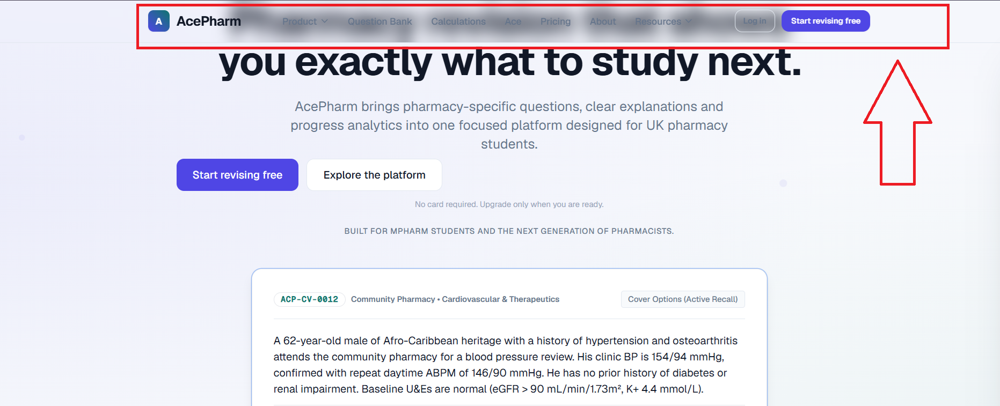 A AcePharm Product Question Bank Calculations Ace Pricing About Resources Log in Start revising free
you exactly what to study next.
AcePharm brings pharmacy-specific questions, clear explanations and
progress analytics into one focused platform designed for UK pharmacy
students.
Start revising free Explore the platform
No card required. Upgrade only when you are ready.
BUILT FOR MPHARM STUDENTS AND THE NEXT GENERATION OF PHARMACISTS.
ACP-CV-0012 Community Pharmacy • Cardiovascular & Therapeutics Cover Options (Active Recall)
A 62-year-old male of Afro-Caribbean heritage with a history of hypertension and osteoarthritis
attends the community pharmacy for a blood pressure review. His clinic BP is 154/94 mmHg,
confirmed with repeat daytime ABPM of 146/90 mmHg. He has no prior history of diabetes or
renal impairment. Baseline U&Es are normal (eGFR > 90 mL/min/1.73m², K+ 4.4 mmol/L).